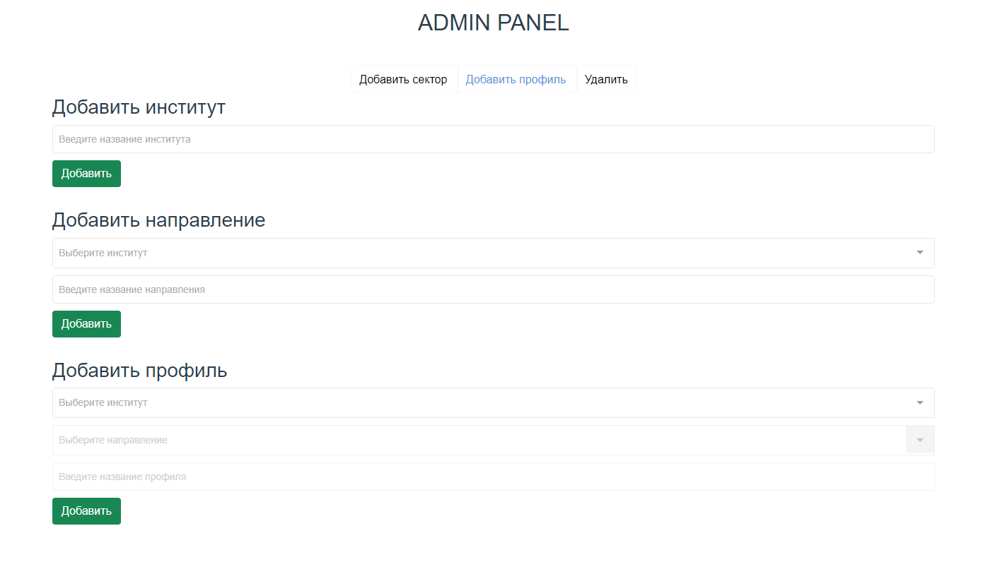 ADMIN PANEL
Добавить сектор Добавить профиль Удалить
Добавить институт
Введите название института
Добавить
Добавить направление
Выберите институт
Введите название направления
Добавить
Добавить профиль
Выберите институт
Выберите направление
Введите название профиля
Добавить